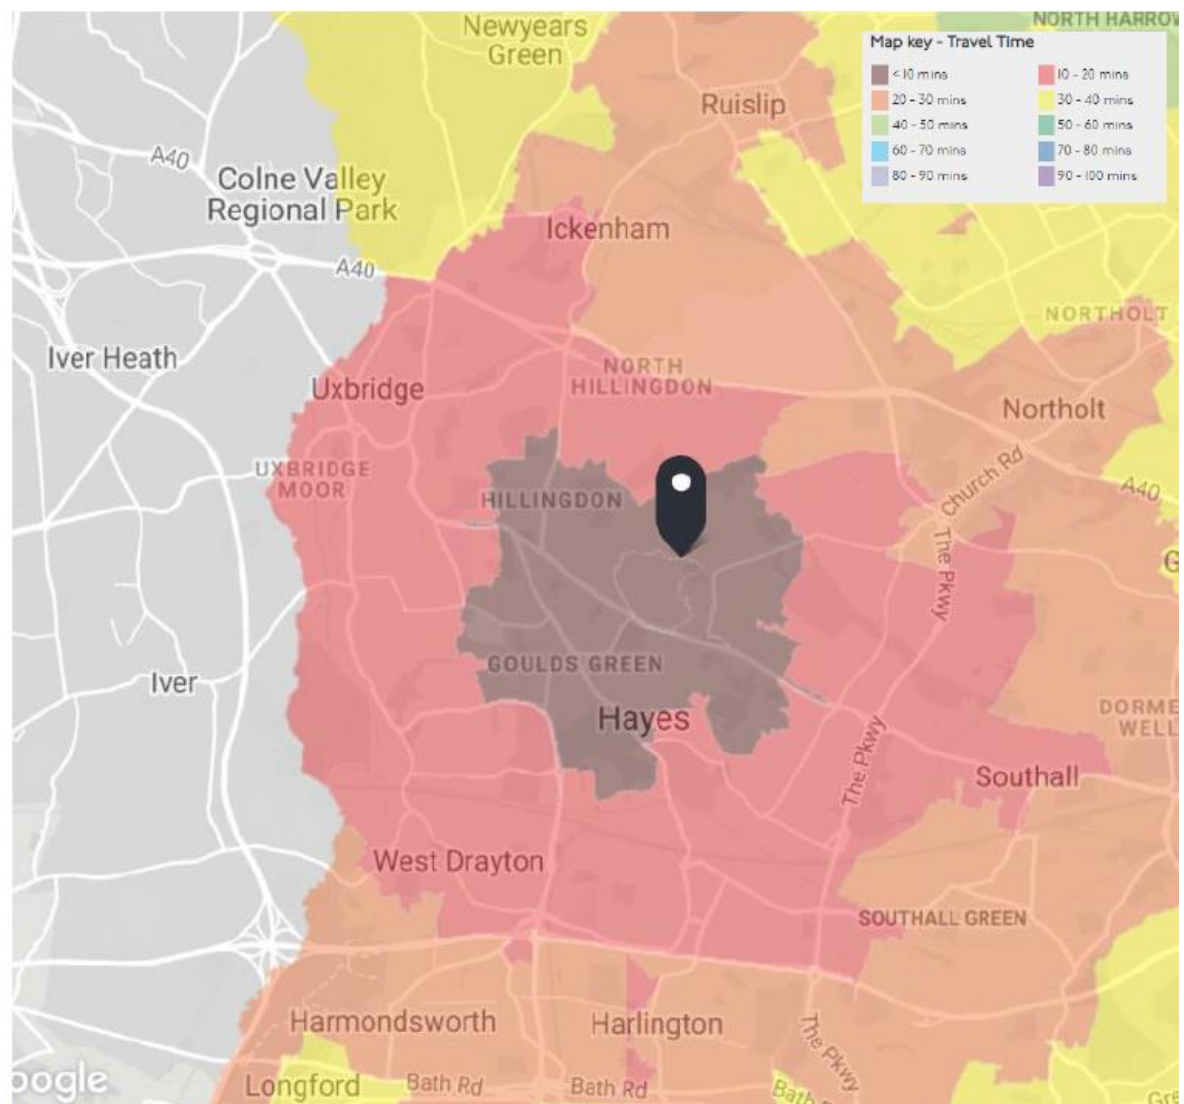 NORTH HARROW
Newyears
Green
Map key - Travel Time
< 10 mins
10 - 20 mins
20 - 30 mins
30 - 40 mins
40 - 50 mins
50 - 60 mins
60 - 70 mins
70 - 80 mins
80 - 90 mins
90 - 100 mins
Ruislip
A40
Colne Valley
Regional Park
Ickenham
A40
NORTHOLT
Iver Heath
NORTH
HILLINGDON
Uxbridge
Northolt
UXBRIDGE
MOOR
Church Rd
A40
HILLINGDON
G
The Pkwy
GOULDS GREEN
Iver
Hayes
DORME
WELL
The Pkwy
Southall
West Drayton
SOUTHALL GREEN
Harmondsworth
Harlington
The Pkwy
oogle
Longford
Bath Rd
Bath Rd
Bath
Gre